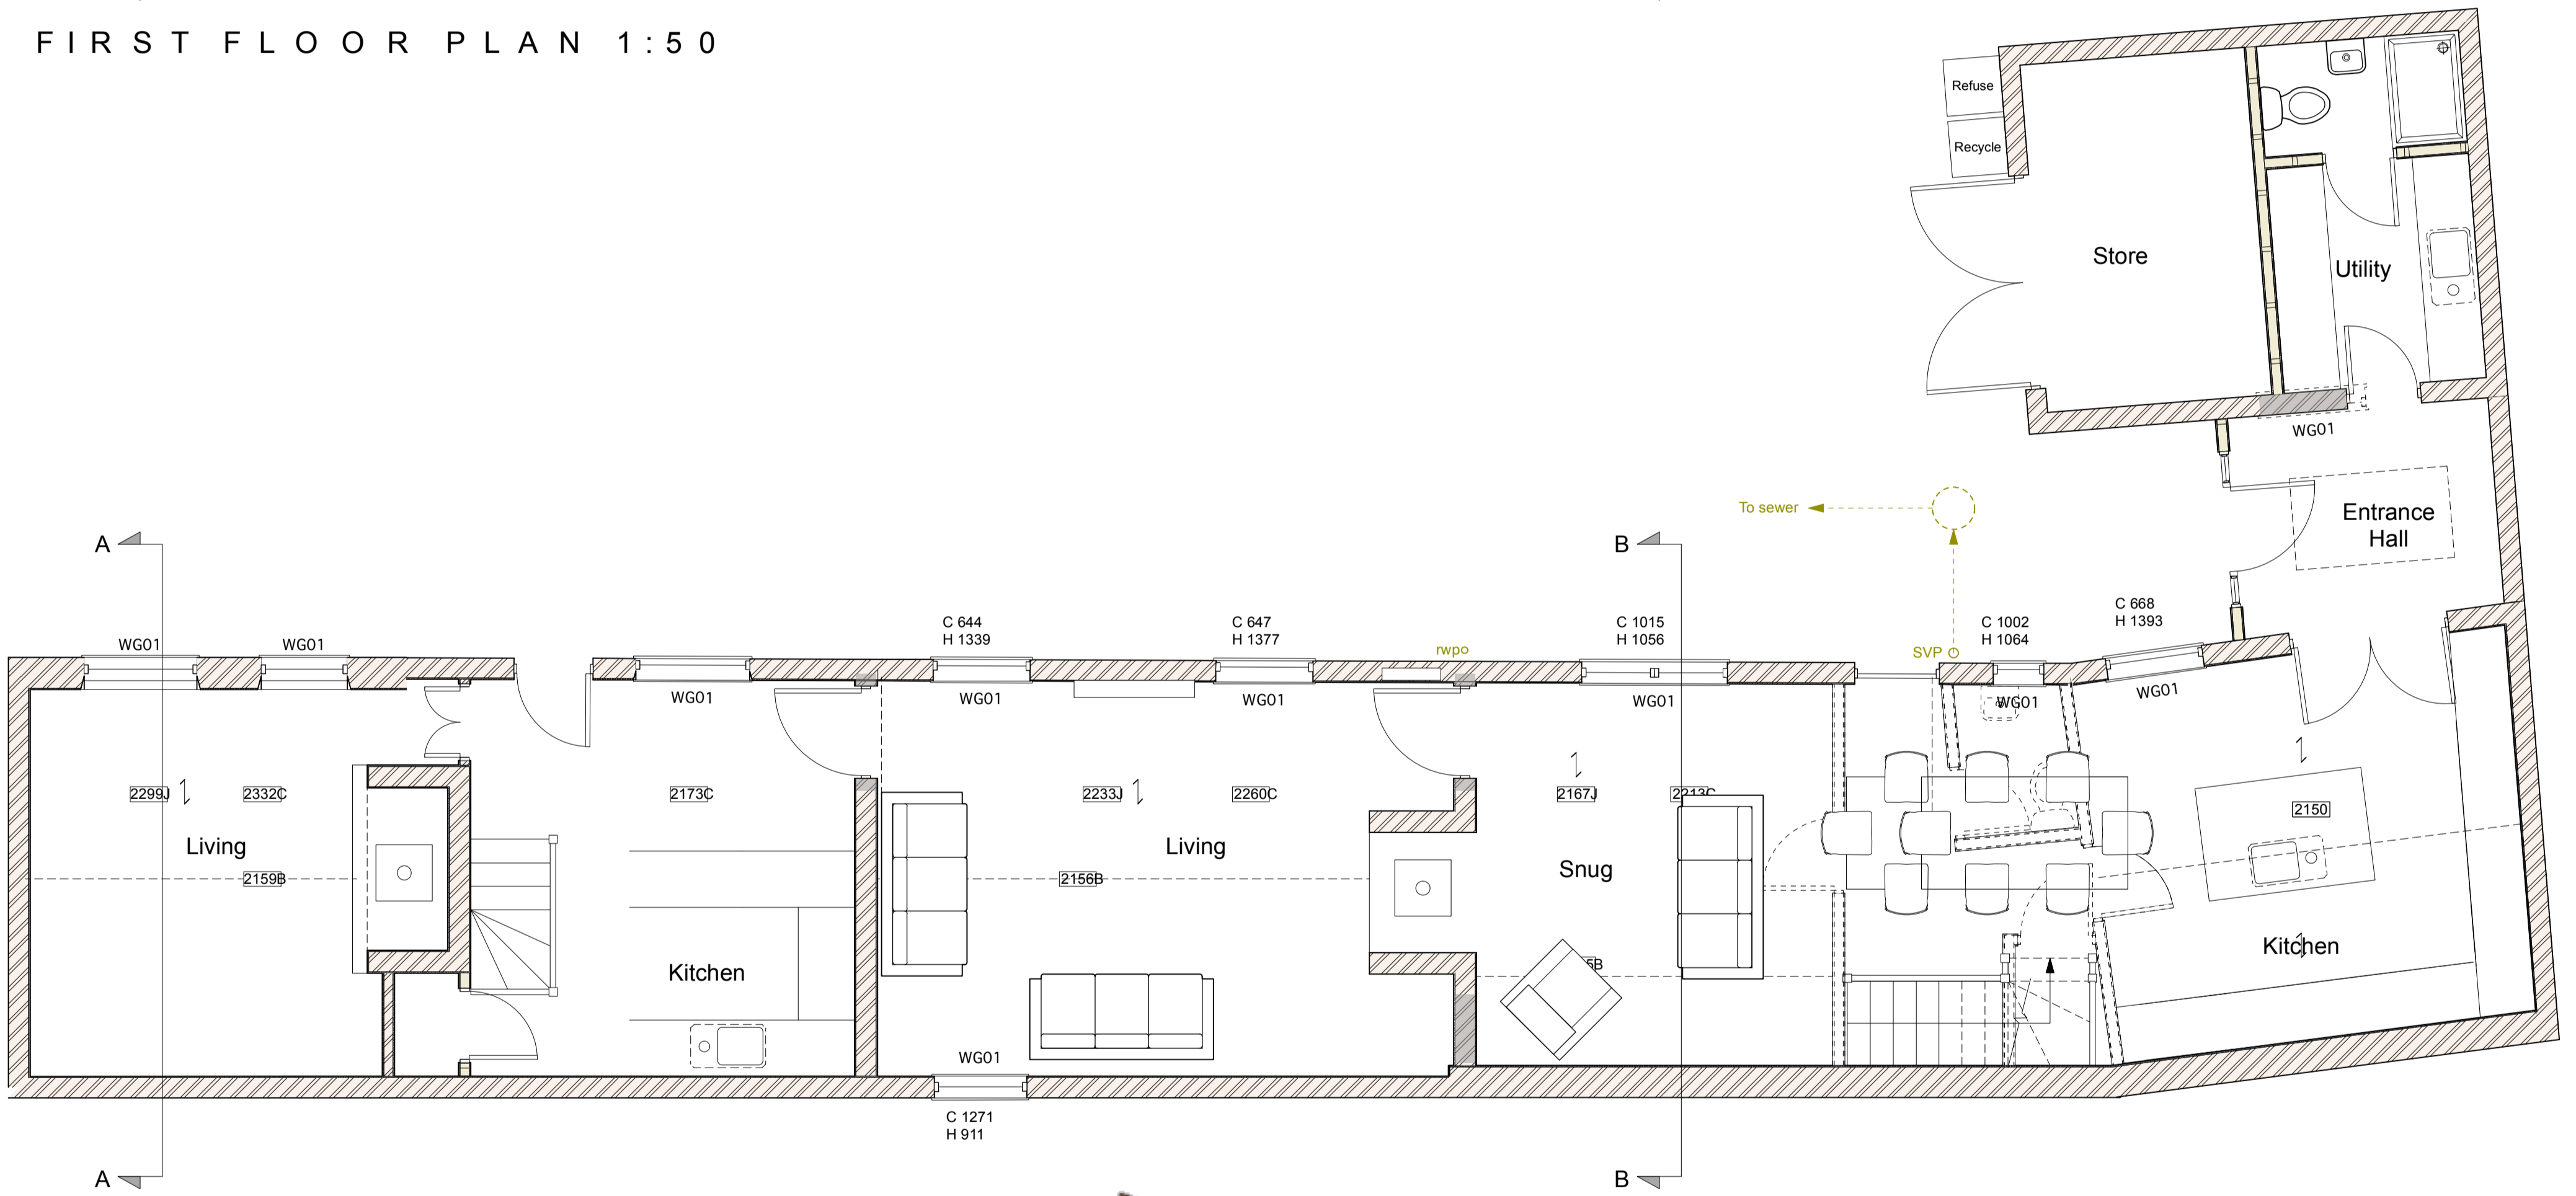 FIRST FLOOR PLAN 1:50
Refuse
Recycle
Store
Utility
WG01
Entrance
Hall
To sewer
A
B
C 644
H 1339
C 647
H 1377
C 1015
H 1056
C 1002
H 1064
C 668
H 1393
WG01
WG01
rwpo
SVP
WG01
WG01
WG01
WG01
WG01
WG01
2299J
2332C
2173C
2233J
2260C
2167J
2213C
2150
Living
Living
Snug
2159B
2156B
5B
Kitchen
Kitchen
WG01
C 1271
H 911
A
B